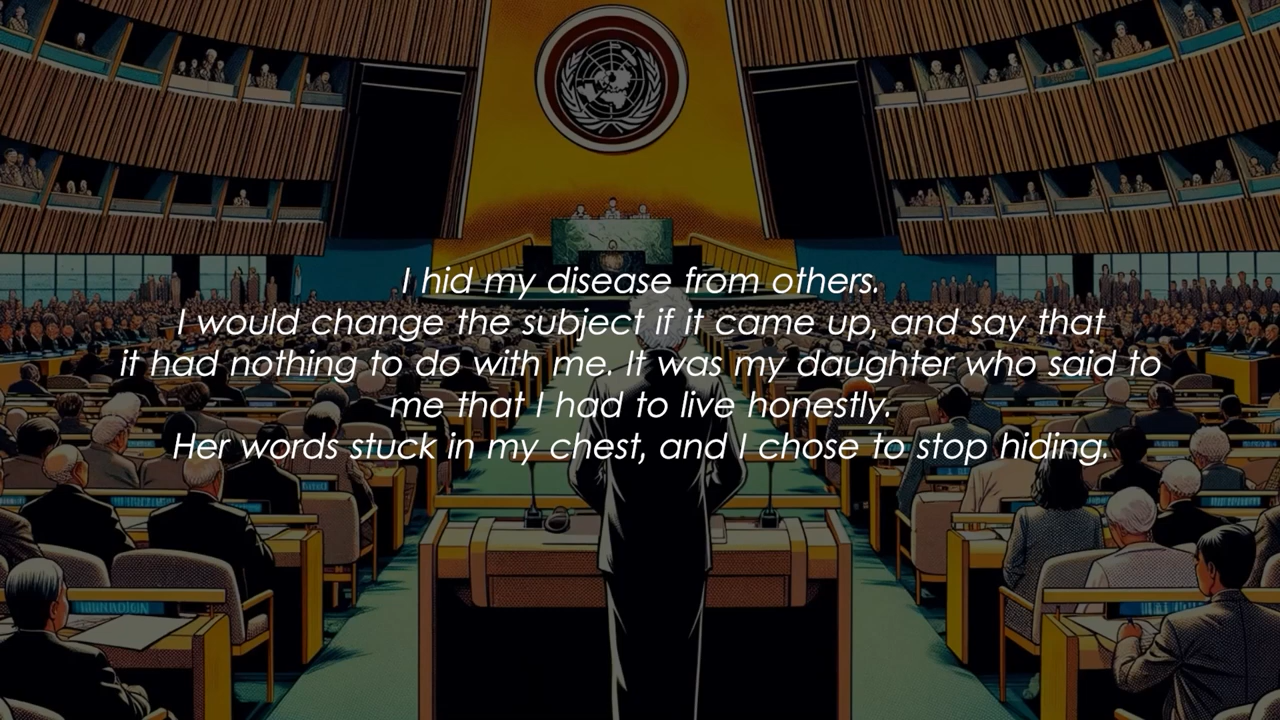 I hid my disease from others.
I would change the subject if it came up, and say that
it had nothing to do with me. It was my daughter who said to
me that I had to live honestly.
Her words stuck in my chest, and I chose to stop hiding.